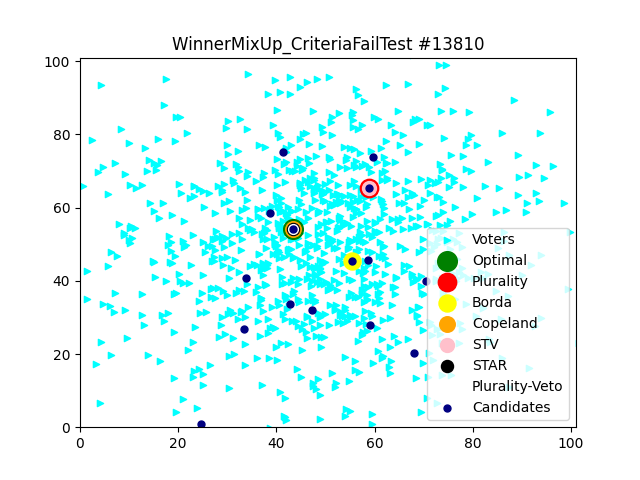 WinnerMixUp_CriteriaFailTest #13810
100
80
60
40
20
0
0 20 40 60 80 100
Voters
Optimal
Plurality
Borda
Copeland
STV
STAR
Plurality-Veto
Candidates